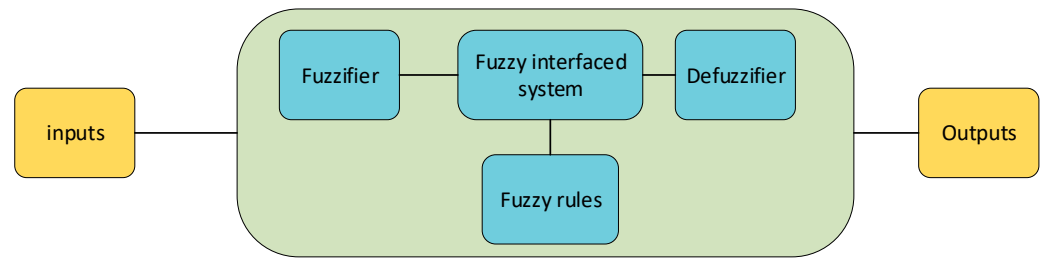 inputs
Fuzzifier
Fuzzy interfaced
system
Defuzzifier
Fuzzy rules
Outputs